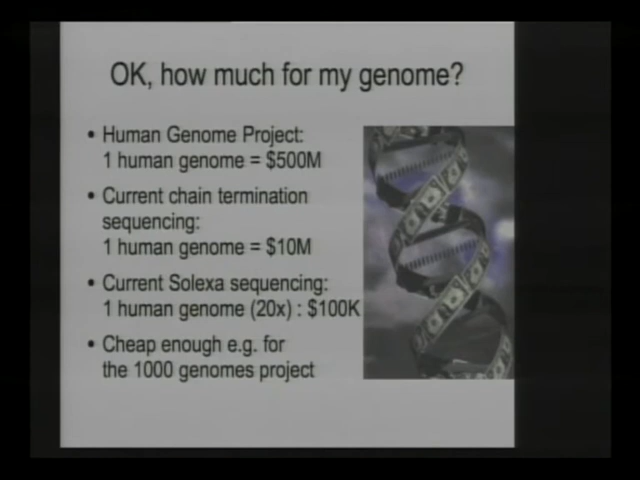 OK, how much for my genome?
• Human Genome Project:
1 human genome = $500M
• Current chain termination
sequencing:
1 human genome = $10M
• Current Solexa sequencing:
1 human genome (20x) : $100K
• Cheap enough e.g. for
the 1000 genomes project